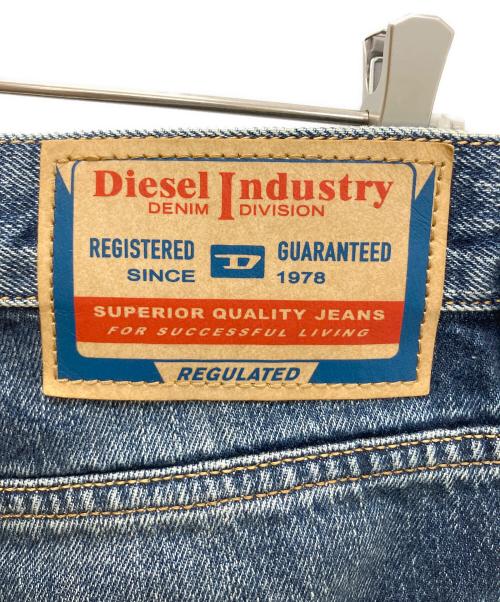 Diesel Industry
DENIM DIVISION
REGISTERED D GUARANTEED
SINCE 1978
SUPERIOR QUALITY JEANS
FOR SUCCESSFUL LIVING
REGULATED